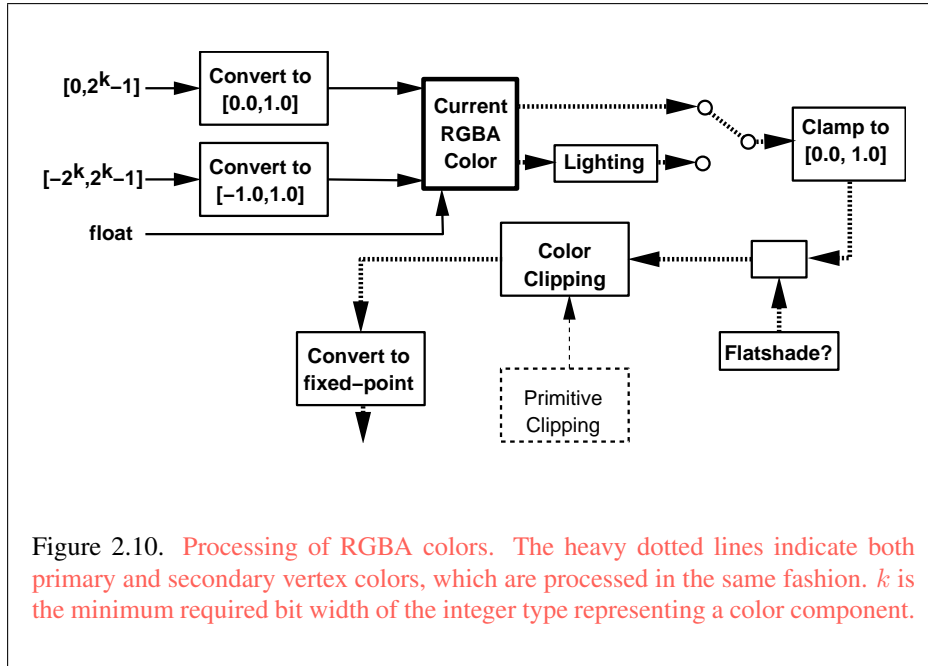 [0,2^k−1]
Convert to
[0.0,1.0]
Current
RGBA
Color
Clamp to
[0.0, 1.0]
Lighting
[−2^k,2^k−1]
Convert to
[−1.0,1.0]
float
Color
Clipping
Flatshade?
Convert to
fixed−point
Primitive
Clipping
Figure 2.10. Processing of RGBA colors. The heavy dotted lines indicate both
primary and secondary vertex colors, which are processed in the same fashion. k is
the minimum required bit width of the integer type representing a color component.